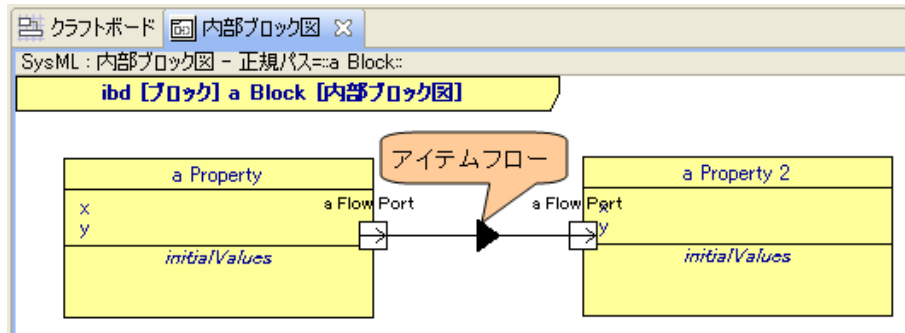 クラフトボード 内部ブロック図
SysML : 内部ブロック図 - 正規パス=::a Block::
ibd [ブロック] a Block [内部ブロック図]
アイテムフロー
a Property
a Property 2
a Flow Port
a Flow Port
x
x
y
y
initialValues
initialValues